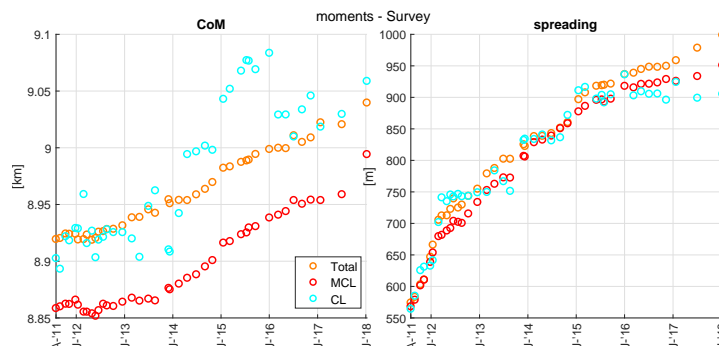 moments - Survey
CoM
spreading
9.1
9.05
9
8.95
8.9
8.85
[km]
1000
950
900
850
800
750
700
650
600
550
[m]
Total
MCL
CL
A-'11
J-'12
J-'13
J-'14
J-'15
J-'16
J-'17
J-'18
A-'11
J-'12
J-'13
J-'14
J-'15
J-'16
J-'17